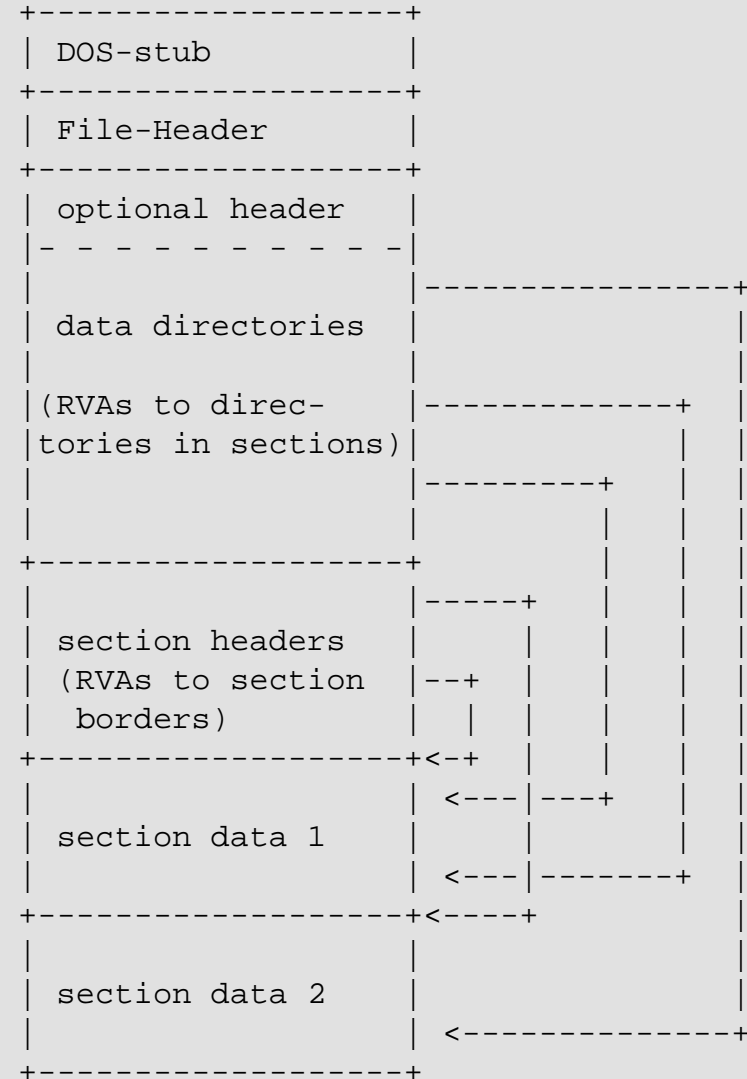 DOS-stub
File-Header
optional header
data directories
(RVAs to direc-
tories in sections)
section headers
(RVAs to section
borders)
section data 1
section data 2